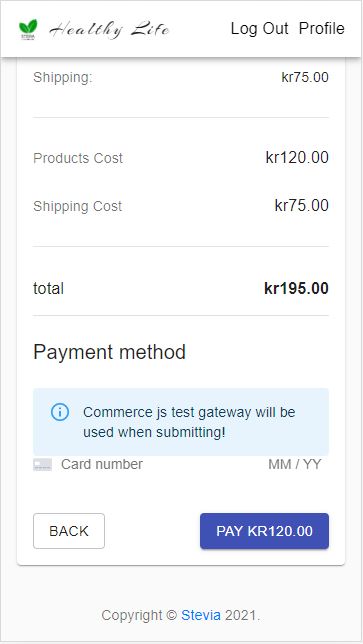 STEVIA
Healthy Life
Log Out Profile
Shipping: kr75.00
Products Cost kr120.00
Shipping Cost kr75.00
total kr195.00
Payment method
Commerce js test gateway will be
used when submitting!
Card number MM / YY
BACK PAY KR120.00
Copyright © Stevia 2021.